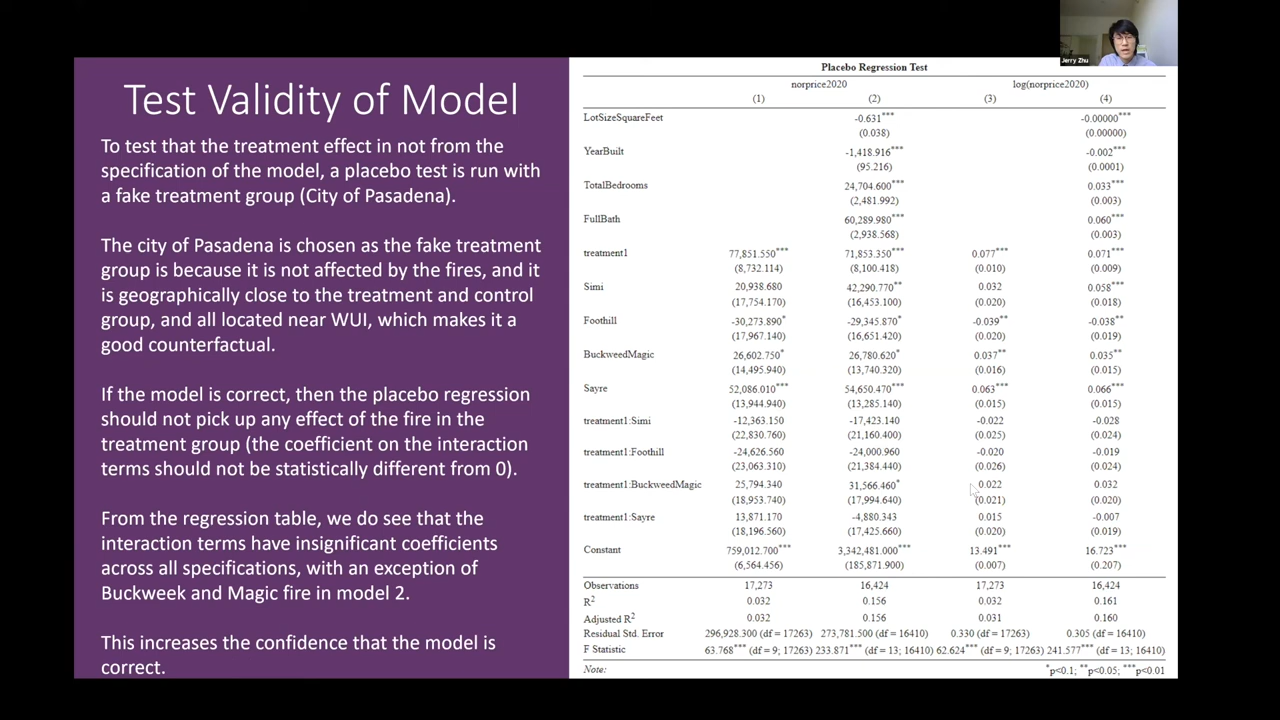 Jerry Zhu
Test Validity of Model
To test that the treatment effect in not from the
specification of the model, a placebo test is run with
a fake treatment group (City of Pasadena).
The city of Pasadena is chosen as the fake treatment
group is because it is not affected by the fires, and it
is geographically close to the treatment and control
group, and all located near WUI, which makes it a
good counterfactual.
If the model is correct, then the placebo regression
should not pick up any effect of the fire in the
treatment group (the coefficient on the interaction
terms should not be statistically different from 0).
From the regression table, we do see that the
interaction terms have insignificant coefficients
across all specifications, with an exception of
Buckweek and Magic fire in model 2.
This increases the confidence that the model is
correct.
Placebo Regression Test
norprice2020 log(norprice2020)
(1) (2) (3) (4)
LotSizeSquareFeet -0.631*** -0.00000***
(0.038) (0.00000)
YearBuilt -1,418.916*** -0.002***
(95.216) (0.0001)
TotalBedrooms 24,704.600*** 0.033***
(2,481.992) (0.003)
FullBath 60,289.980*** 0.060***
(2,938.568) (0.003)
treatment1 77,851.550*** 71,853.350*** 0.077*** 0.071***
(8,732.114) (8,100.418) (0.010) (0.009)
Simi 20,938.680 42,290.770** 0.032 0.058***
(17,754.170) (16,453.100) (0.020) (0.018)
Foothill -30,273.890* -29,345.870* -0.039** -0.038**
(17,967.140) (16,651.420) (0.020) (0.019)
BuckweedMagic 26,602.750* 26,780.620* 0.037** 0.035**
(14,495.940) (13,740.320) (0.016) (0.015)
Sayre 52,086.010*** 54,650.470*** 0.063*** 0.066***
(13,944.940) (13,285.140) (0.015) (0.015)
treatment1:Simi -12,363.150 -17,423.140 -0.022 -0.028
(22,830.760) (21,160.400) (0.025) (0.024)
treatment1:Foothill -24,626.560 -24,000.960 -0.020 -0.019
(23,063.310) (21,384.440) (0.026) (0.024)
treatment1:BuckweedMagic 25,794.340 31,566.460* 0.022 0.032
(18,953.740) (17,994.640) (0.021) (0.020)
treatment1:Sayre 13,871.170 -4,880.343 0.015 -0.007
(18,196.560) (17,425.660) (0.020) (0.019)
Constant 759,012.700*** 3,342,481.000*** 13.491*** 16.723***
(6,564.456) (185,871.900) (0.007) (0.207)
Observations 17,273 16,424 17,273 16,424
R2 0.032 0.156 0.032 0.161
Adjusted R2 0.032 0.156 0.031 0.160
Residual Std. Error 296,928.300 (df = 17263) 273,781.500 (df = 16410) 0.330 (df = 17263) 0.305 (df = 16410)
F Statistic 63.768*** (df = 9; 17263) 233.871*** (df = 13; 16410) 62.624*** (df = 9; 17263) 241.577*** (df = 13; 16410)
Note: *p<0.1; **p<0.05; ***p<0.01